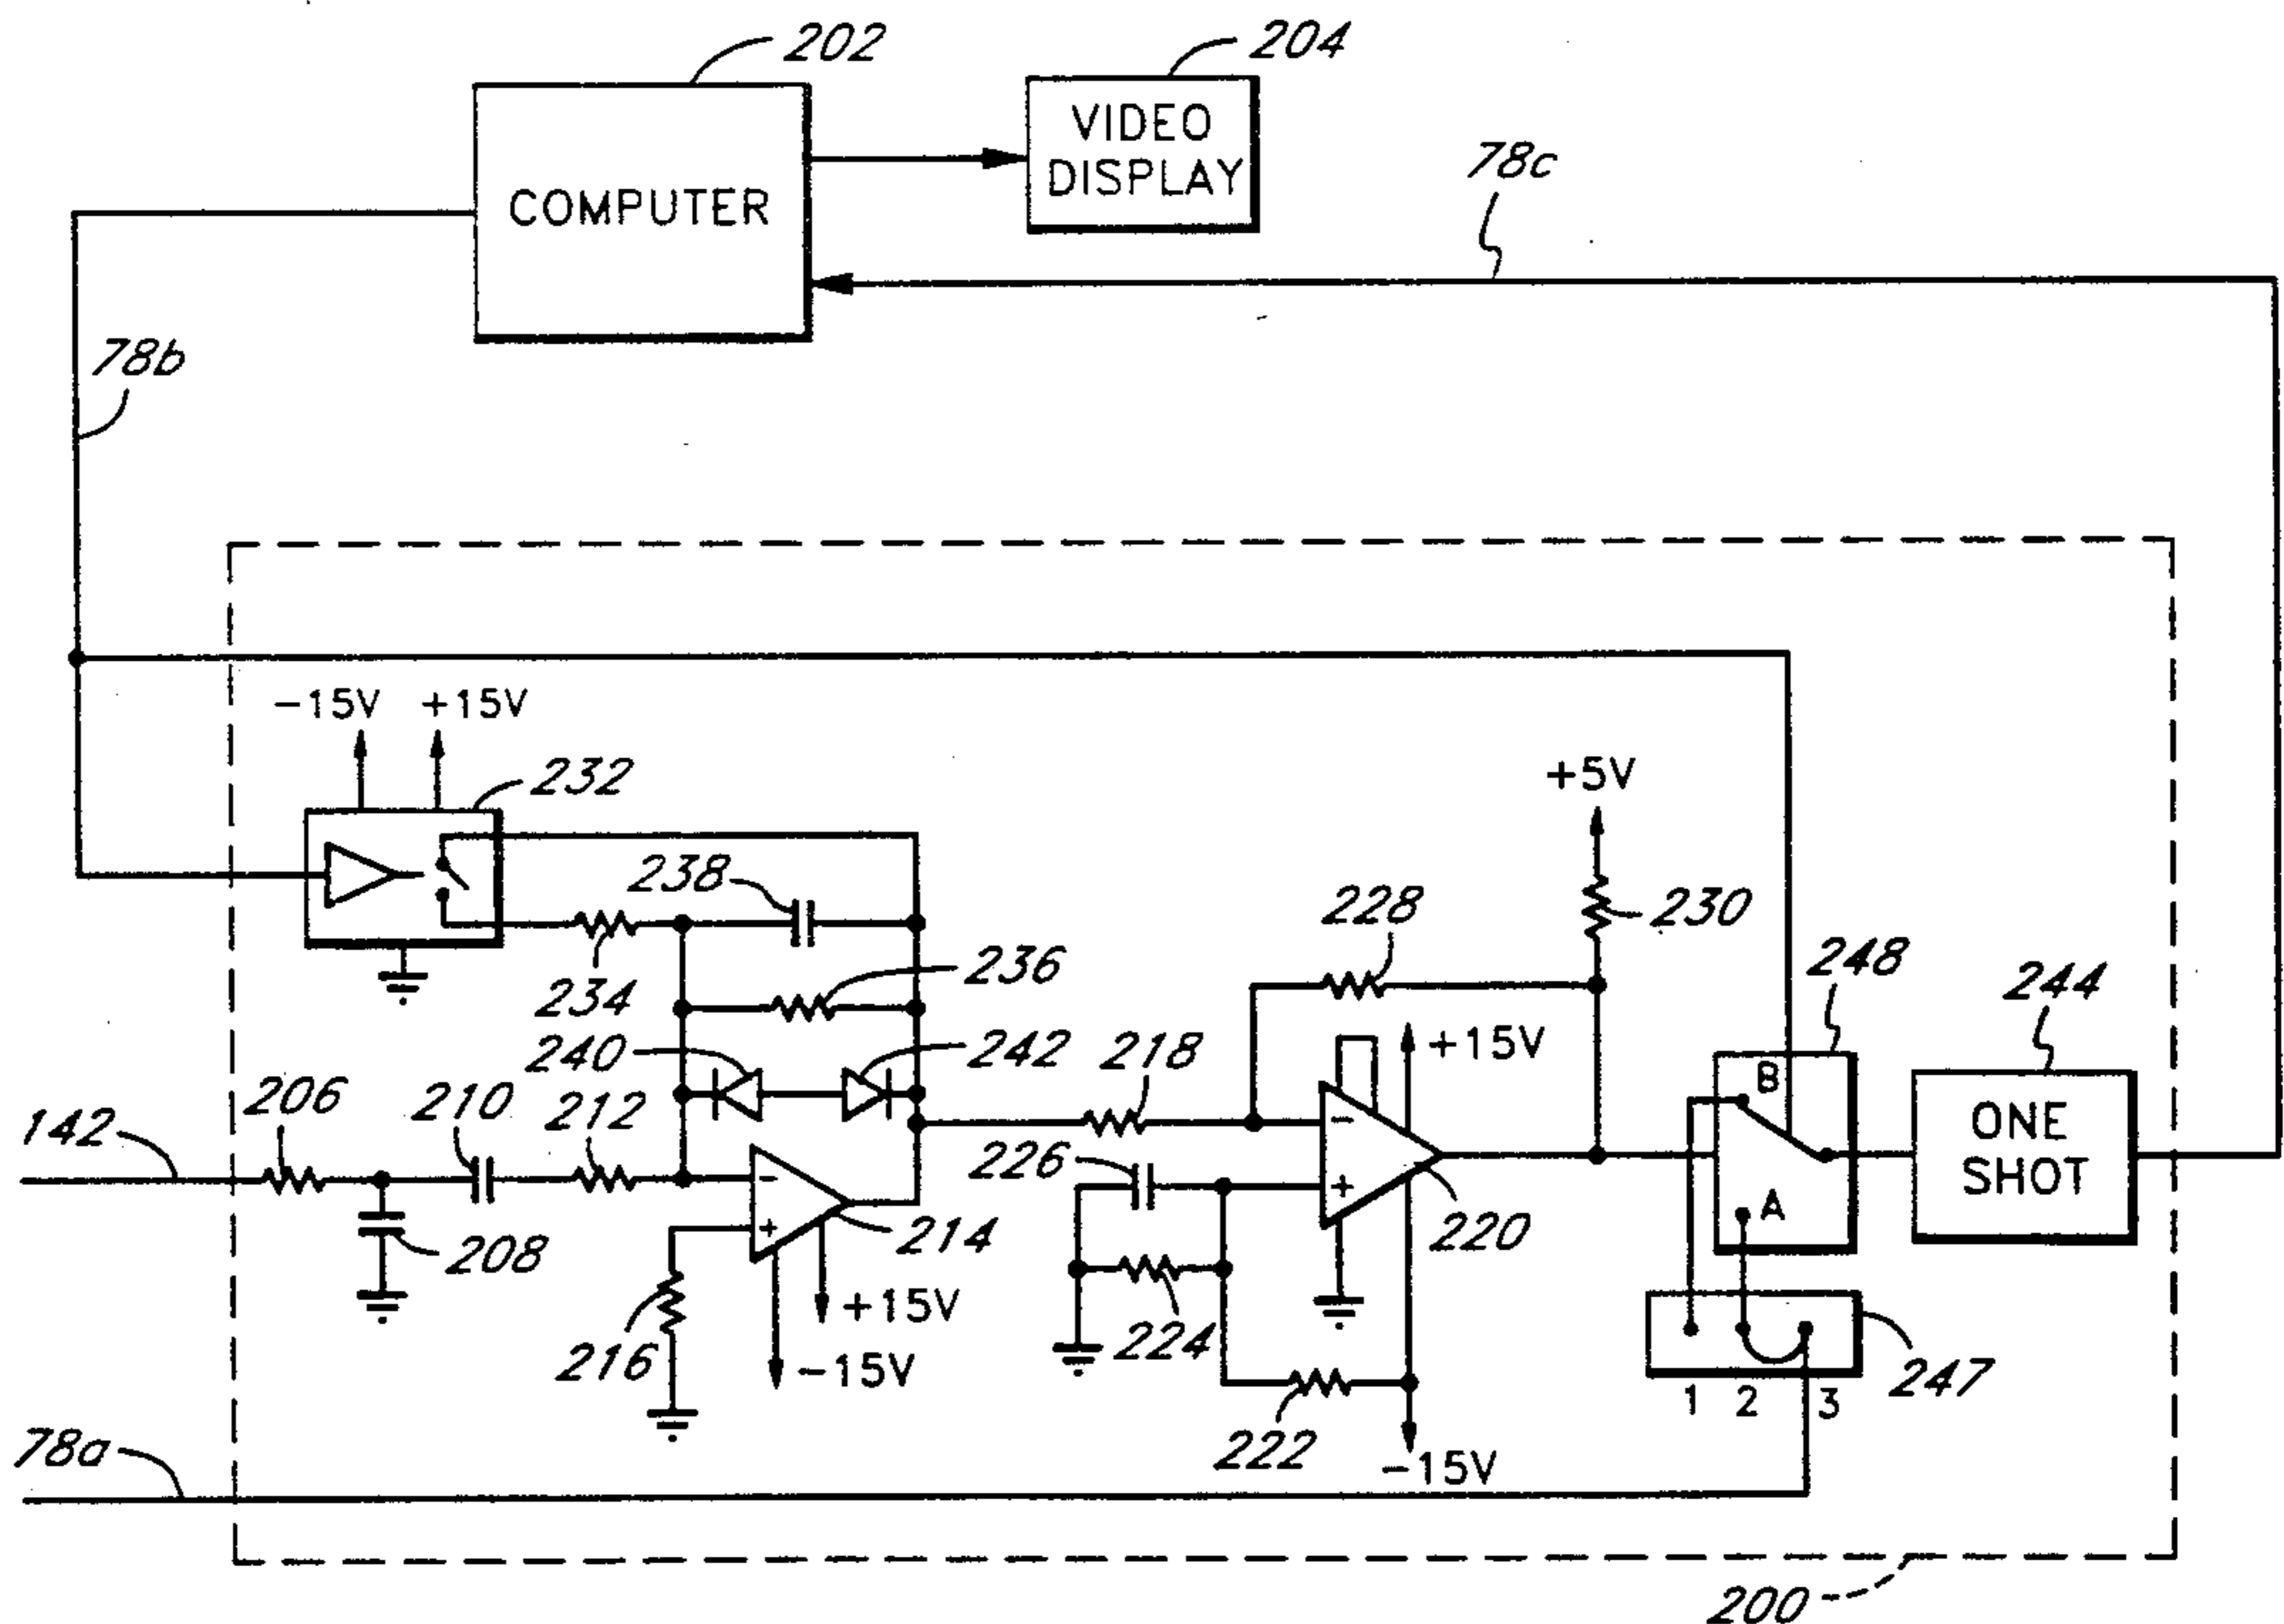 202
204
COMPUTER
VIDEO
DISPLAY
78c
78b
-15V
+15V
232
+5V
238
228
230
248
244
234
236
240
242
218
+15V
142
206
210
212
226
B
ONE
SHOT
-
+
-
+
A
208
214
220
216
+15V
-15V
224
222
-15V
1
2
3
247
78a
200